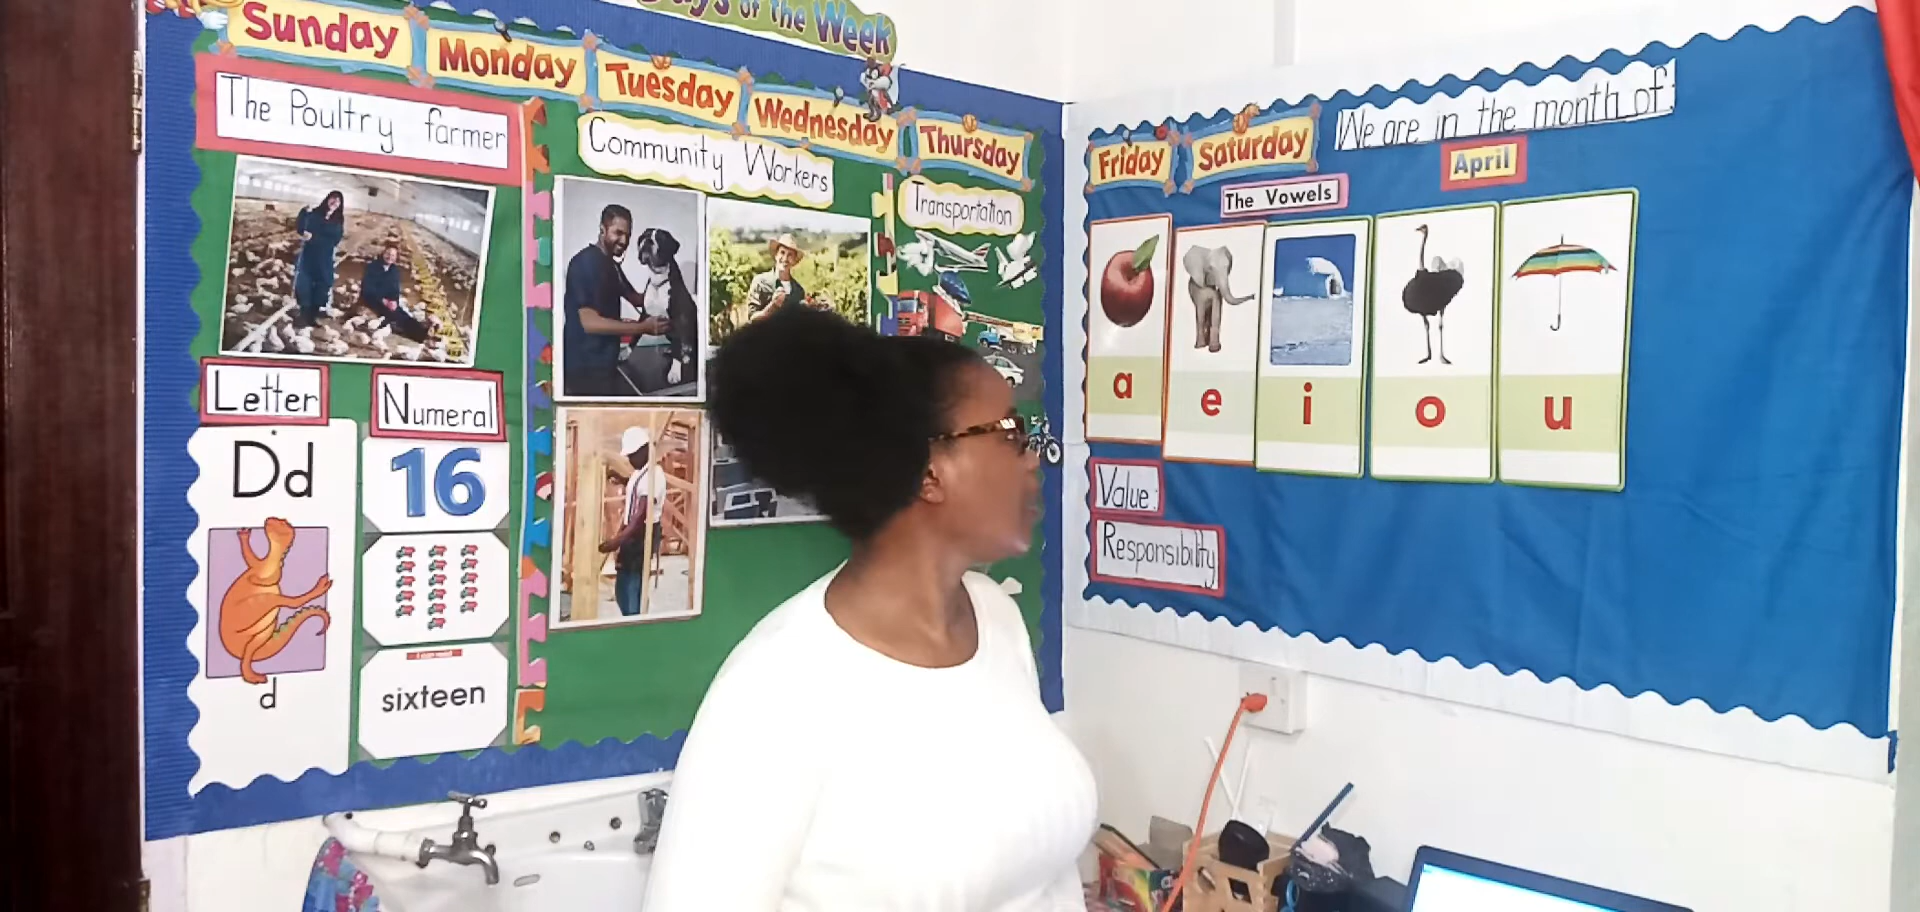 Days of the Week
Sunday
Monday
Tuesday
Wednesday
Thursday
Friday
Saturday
The Poultry farmer
Community Workers
Transportation
We are in the month of:
April
The Vowels
a
e
i
o
u
Letter
Numeral
Dd
16
d
sixteen
Value:
Responsibility